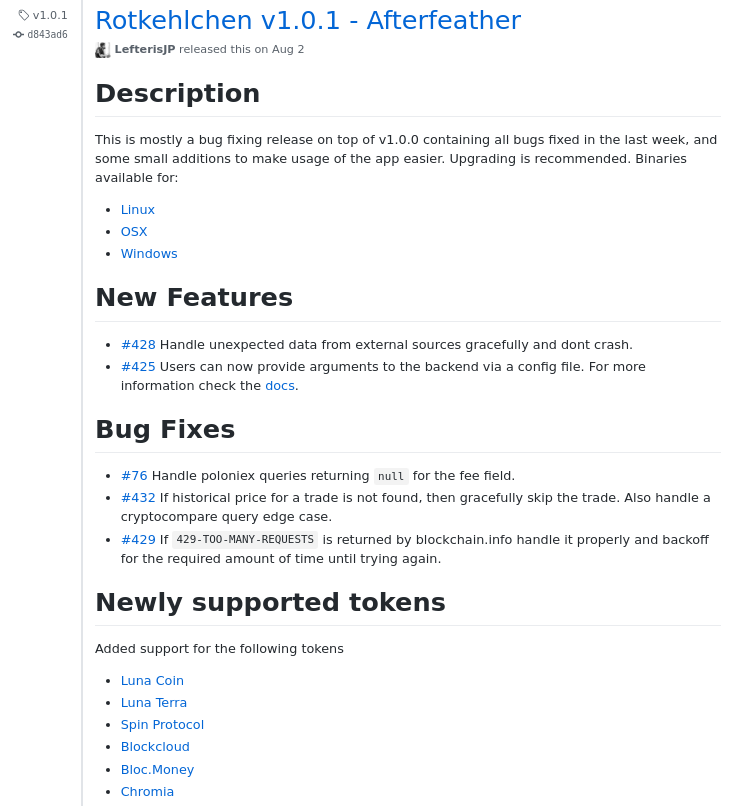 v1.0.1
d843ad6
Rotkehlchen v1.0.1 - Afterfeather
LefterisJP released this on Aug 2
Description
This is mostly a bug fixing release on top of v1.0.0 containing all bugs fixed in the last week, and
some small additions to make usage of the app easier. Upgrading is recommended. Binaries
available for:
Linux
OSX
Windows
New Features
#428 Handle unexpected data from external sources gracefully and dont crash.
#425 Users can now provide arguments to the backend via a config file. For more
information check the docs.
Bug Fixes
#76 Handle poloniex queries returning null for the fee field.
#432 If historical price for a trade is not found, then gracefully skip the trade. Also handle a
cryptocompare query edge case.
#429 If 429-TOO-MANY-REQUESTS is returned by blockchain.info handle it properly and backoff
for the required amount of time until trying again.
Newly supported tokens
Added support for the following tokens
Luna Coin
Luna Terra
Spin Protocol
Blockcloud
Bloc.Money
Chromia